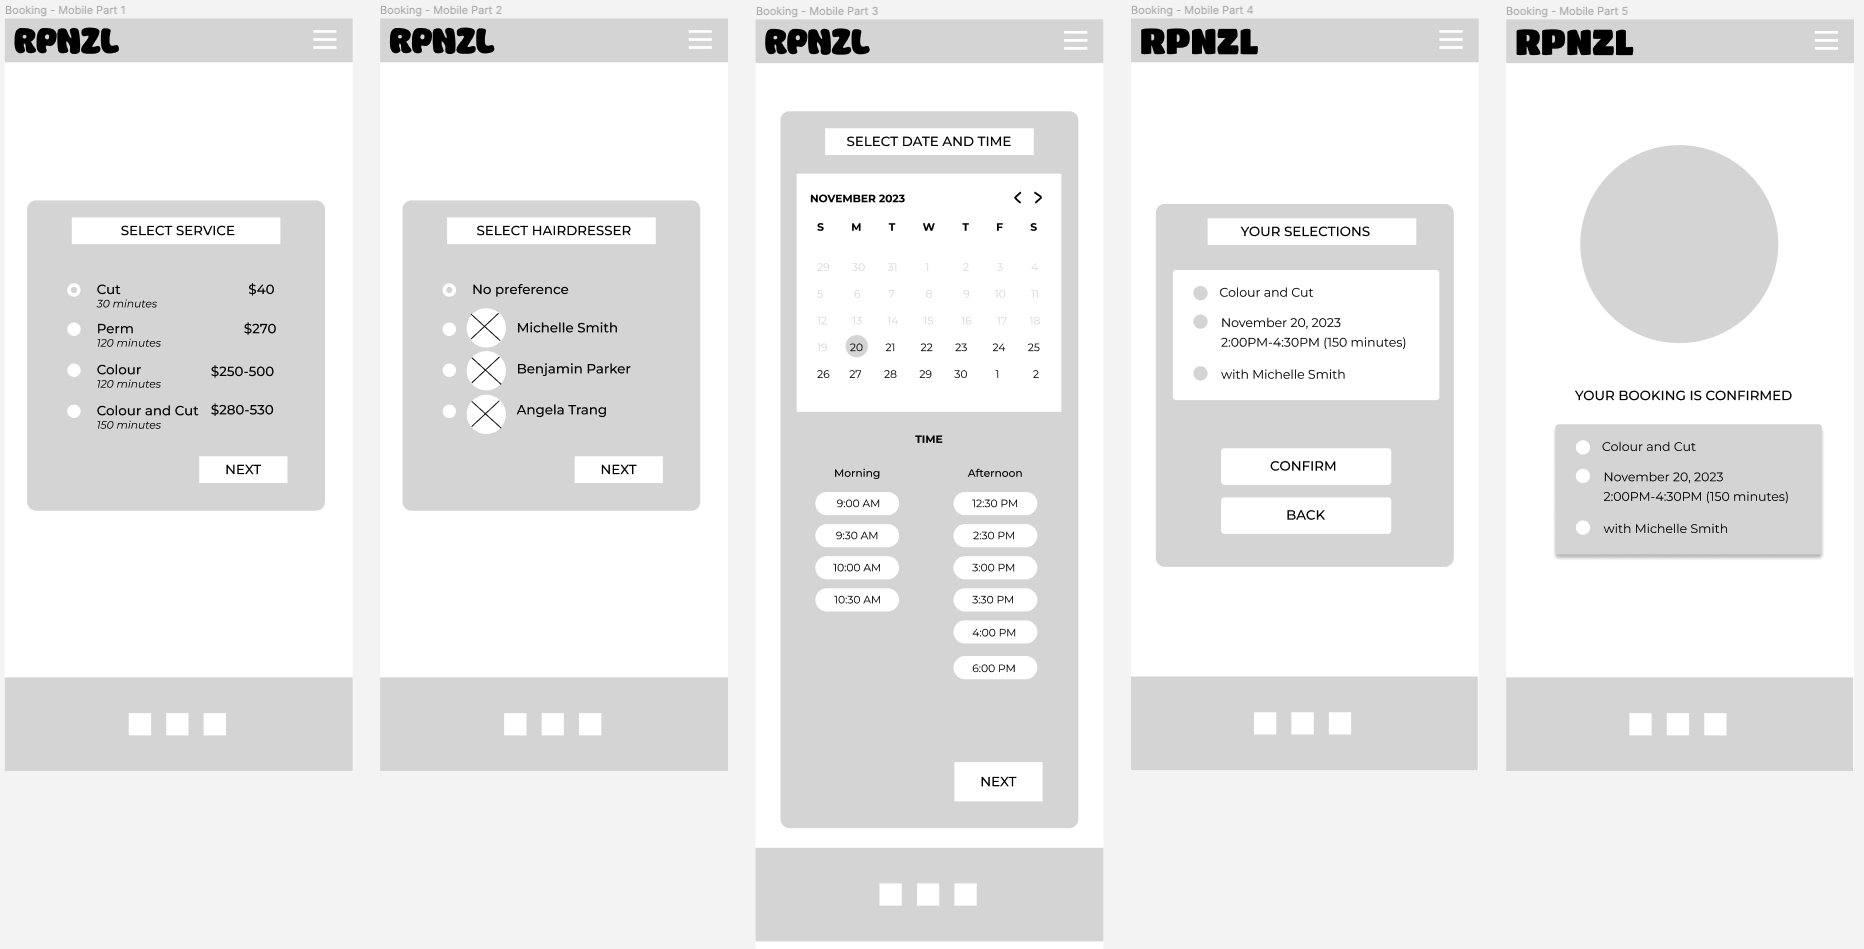 Booking - Mobile Part 1
RPNZL
SELECT SERVICE
Cut $40
30 minutes
Perm $270
120 minutes
Colour $250-500
120 minutes
Colour and Cut $280-530
150 minutes
NEXT
Booking - Mobile Part 2
RPNZL
SELECT HAIRDRESSER
No preference
Michelle Smith
Benjamin Parker
Angela Trang
NEXT
Booking - Mobile Part 3
RPNZL
SELECT DATE AND TIME
NOVEMBER 2023 < >
S M T W T F S
29 30 31 1 2 3 4
5 6 7 8 9 10 11
12 13 14 15 16 17 18
19 20 21 22 23 24 25
26 27 28 29 30 1 2
TIME
Morning Afternoon
9:00 AM 12:30 PM
9:30 AM 2:30 PM
10:00 AM 3:00 PM
10:30 AM 3:30 PM
4:00 PM
6:00 PM
NEXT
Booking - Mobile Part 4
RPNZL
YOUR SELECTIONS
Colour and Cut
November 20, 2023
2:00PM-4:30PM (150 minutes)
with Michelle Smith
CONFIRM
BACK
Booking - Mobile Part 5
RPNZL
YOUR BOOKING IS CONFIRMED
Colour and Cut
November 20, 2023
2:00PM-4:30PM (150 minutes)
with Michelle Smith